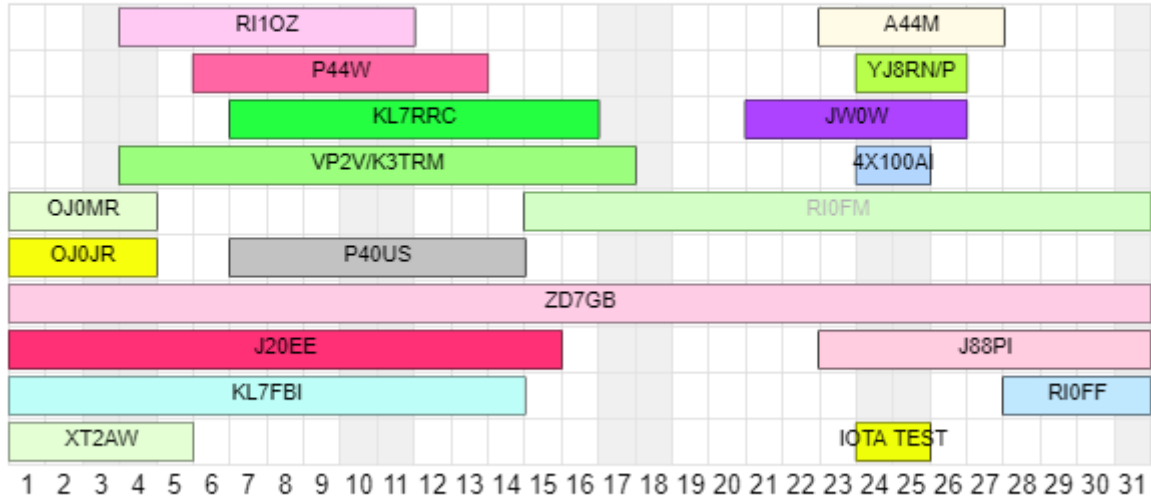 RI1OZ A44M
P44W YJ8RN/P
KL7RRC JW0W
VP2V/K3TRM 4X100AI
OJ0MR RI0FM
OJ0JR P40US
ZD7GB
J20EE J88PI
KL7FBI RI0FF
XT2AW IOTA TEST
1 2 3 4 5 6 7 8 9 10 11 12 13 14 15 16 17 18 19 20 21 22 23 24 25 26 27 28 29 30 31